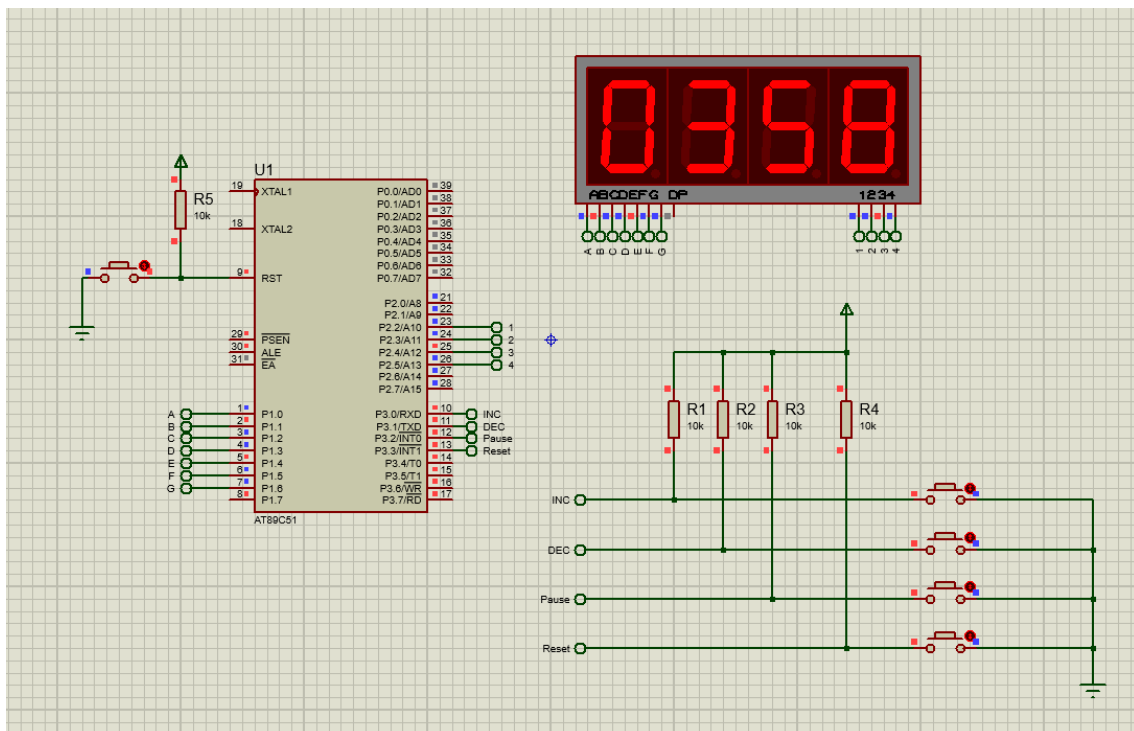 0358
ABCDEFG DP
1234
A
B
C
D
E
F
G
1
2
3
4
U1
R5
10k
19
XTAL1
18
XTAL2
9
RST
29
PSEN
30
ALE
31
EA
P0.0/AD0 39
P0.1/AD1 38
P0.2/AD2 37
P0.3/AD3 36
P0.4/AD4 35
P0.5/AD5 34
P0.6/AD6 33
P0.7/AD7 32
P2.0/A8 21
P2.1/A9 22
P2.2/A10 23 1
P2.3/A11 24 2
P2.4/A12 25 3
P2.5/A13 26 4
P2.6/A14 27
P2.7/A15 28
A 1 P1.0
B 2 P1.1
C 3 P1.2
D 4 P1.3
E 5 P1.4
F 6 P1.5
G 7 P1.6
8 P1.7
P3.0/RXD 10 INC
P3.1/TXD 11 DEC
P3.2/INT0 12 Pause
P3.3/INT1 13 Reset
P3.4/T0 14
P3.5/T1 15
P3.6/WR 16
P3.7/RD 17
AT89C51
R1
10k
R2
10k
R3
10k
R4
10k
INC
DEC
Pause
Reset